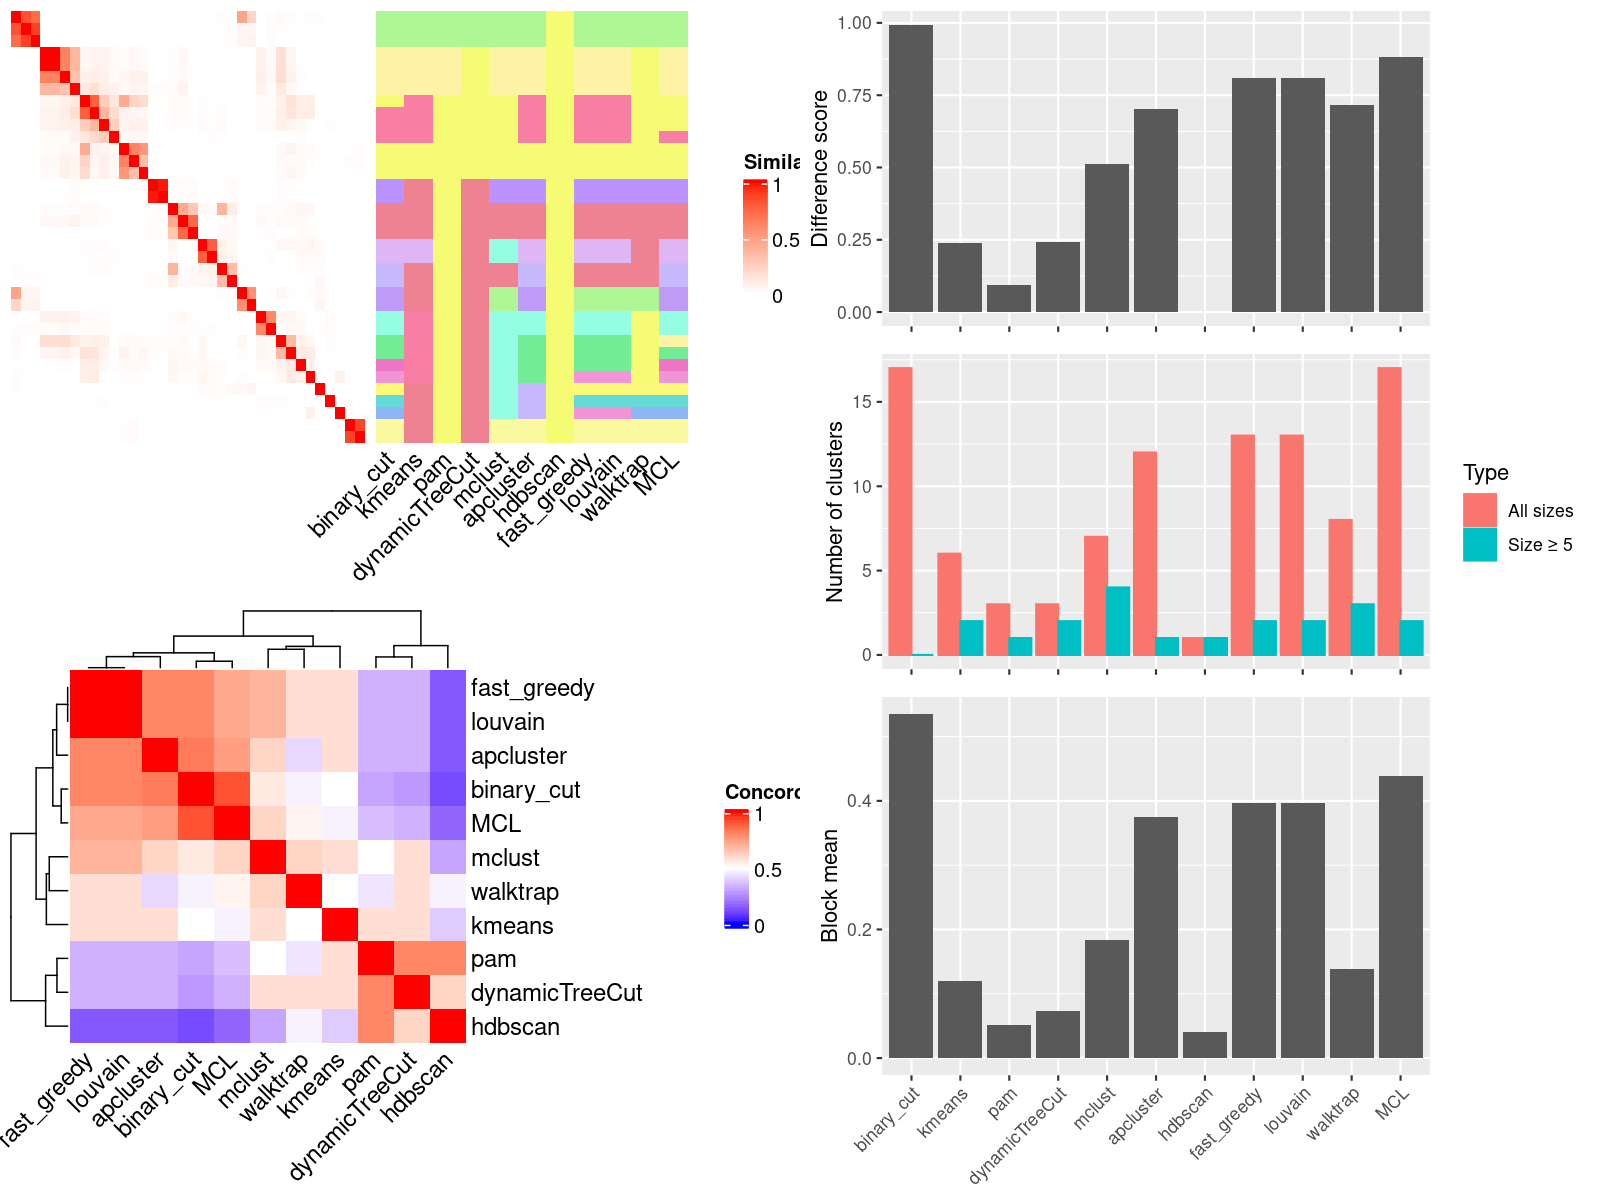 Simila
1
0.5
0
binary_cut
kmeans
pam
dynamicTreeCut
mclust
apcluster
hdbscan
fast_greedy
louvain
walktrap
MCL
fast_greedy
louvain
apcluster
binary_cut
MCL
mclust
walktrap
kmeans
pam
dynamicTreeCut
hdbscan
fast_greedy
louvain
apcluster
binary_cut
MCL
mclust
walktrap
kmeans
pam
dynamicTreeCut
hdbscan
Concord
1
0.5
0
Difference score
1.00
0.75
0.50
0.25
0.00
Number of clusters
15
10
5
0
Type
All sizes
Size ≥ 5
Block mean
0.4
0.2
0.0
binary_cut
kmeans
pam
dynamicTreeCut
mclust
apcluster
hdbscan
fast_greedy
louvain
walktrap
MCL